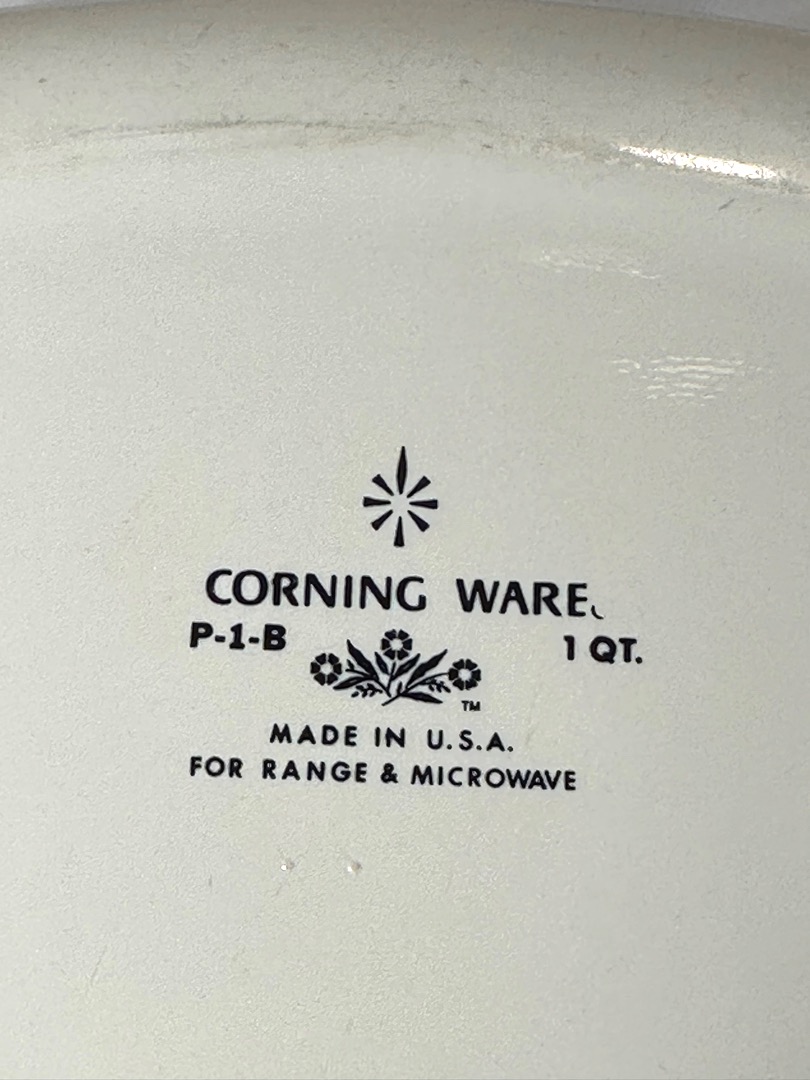 CORNING WARE
P-1-B 1 QT.
TM
MADE IN U.S.A.
FOR RANGE & MICROWAVE